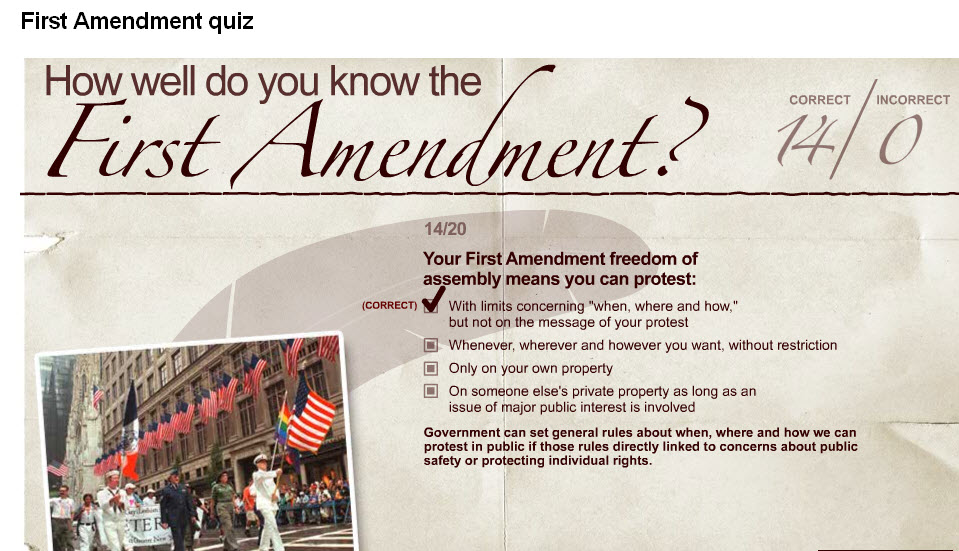 First Amendment quiz
How well do you know the
First Amendment?
CORRECT / INCORRECT
14 / 0
14/20
Your First Amendment freedom of
assembly means you can protest:
(CORRECT) With limits concerning "when, where and how,"
but not on the message of your protest
Whenever, wherever and however you want, without restriction
Only on your own property
On someone else's private property as long as an
issue of major public interest is involved
Government can set general rules about when, where and how we can
protest in public if those rules directly linked to concerns about public
safety or protecting individual rights.